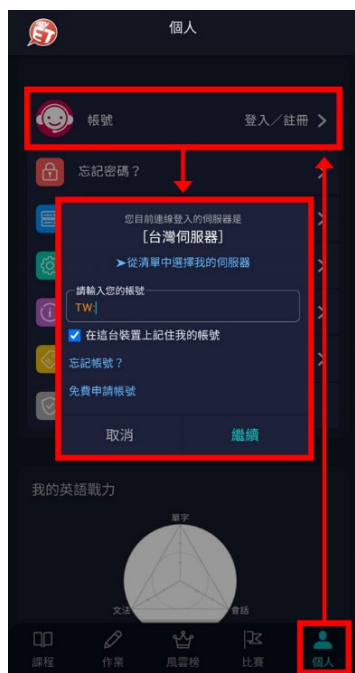 MY
ET
個人
帳號
登入／註冊
忘記密碼？
您目前連線登入的伺服器是
[台灣伺服器]
➤從清單中選擇我的伺服器
請輸入您的帳號
TW:
在這台裝置上記住我的帳號
忘記帳號？
免費申請帳號
取消
繼續
我的英語戰力
單字
文法
會話
課程
作業
風雲榜
比賽
個人